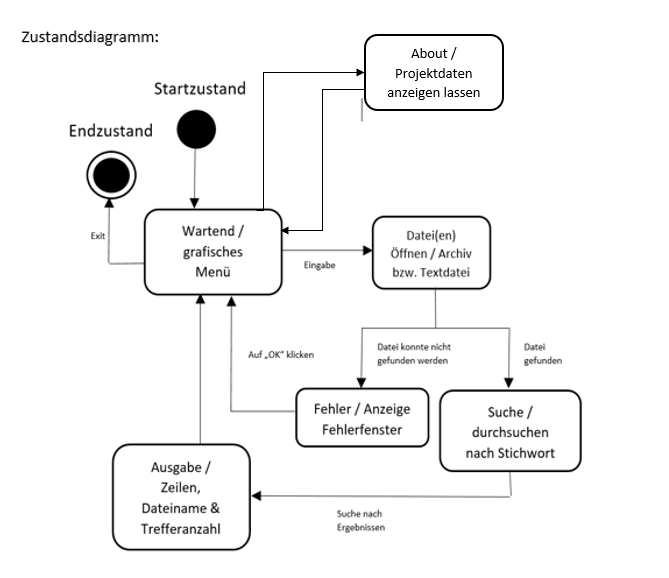 Zustandsdiagramm:
About /
Projektdaten
anzeigen lassen
Startzustand
Endzustand
Exit
Wartend /
grafisches
Menü
Eingabe
Datei(en)
Öffnen / Archiv
bzw. Textdatei
Auf „OK“ klicken
Datei konnte nicht
gefunden werden
Datei
gefunden
Fehler / Anzeige
Fehlerfenster
Suche /
durchsuchen
nach Stichwort
Ausgabe /
Zeilen,
Dateiname &
Trefferanzahl
Suche nach
Ergebnissen